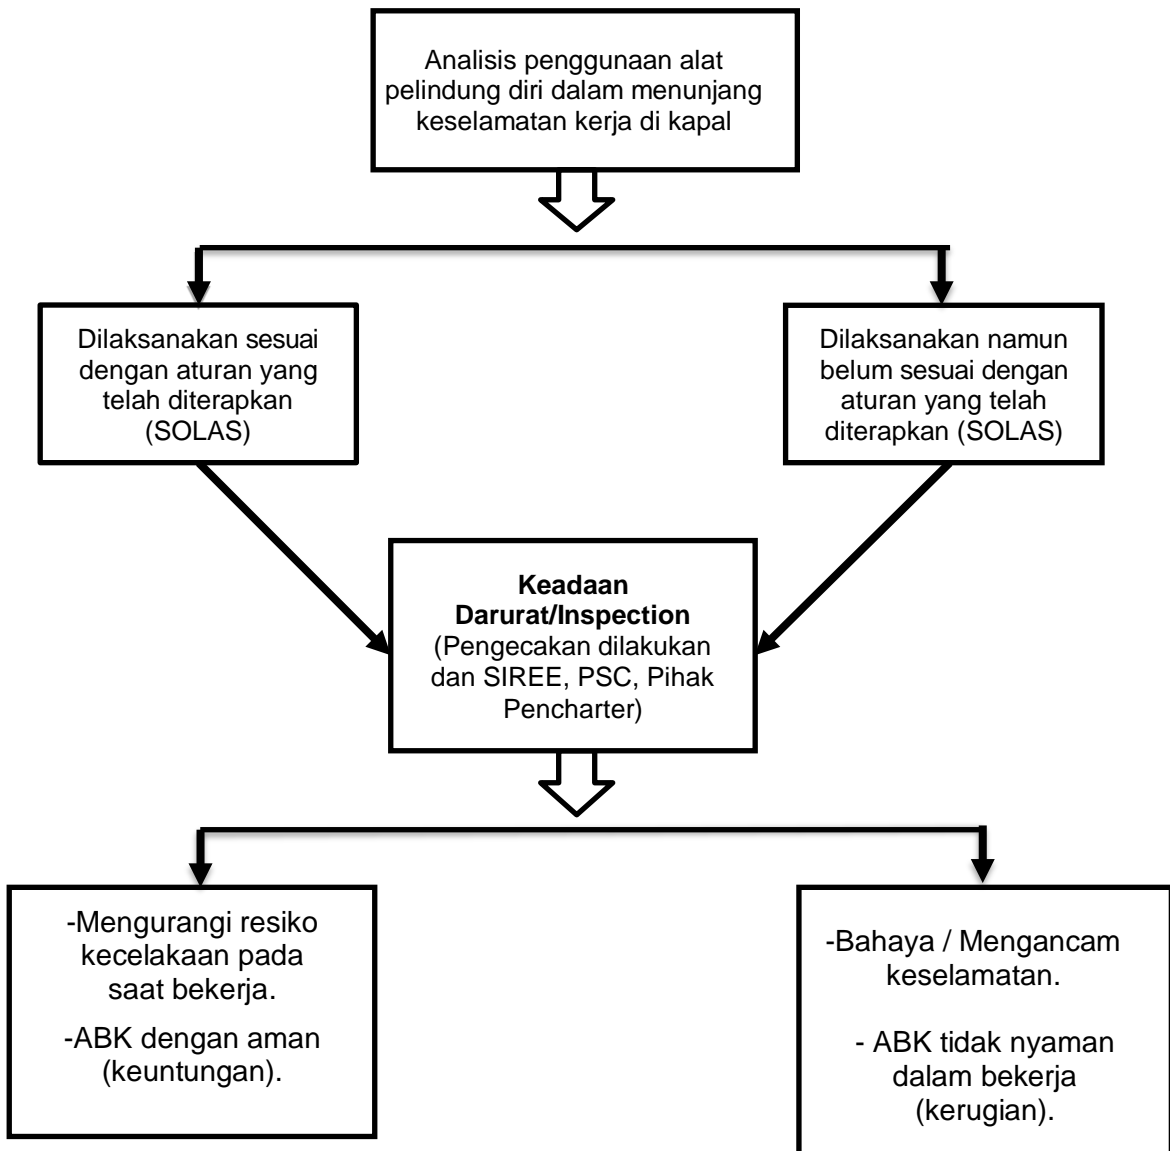 Analisis penggunaan alat
pelindung diri dalam menunjang
keselamatan kerja di kapal
Dilaksanakan sesuai
dengan aturan yang
telah diterapkan
(SOLAS)
Dilaksanakan namun
belum sesuai dengan
aturan yang telah
diterapkan (SOLAS)
Keadaan
Darurat/Inspection
(Pengecakan dilakukan
dan SIREE, PSC, Pihak
Pencharter)
-Mengurangi resiko
kecelakaan pada
saat bekerja.
-ABK dengan aman
(keuntungan).
-Bahaya / Mengancam
keselamatan.
- ABK tidak nyaman
dalam bekerja
(kerugian).